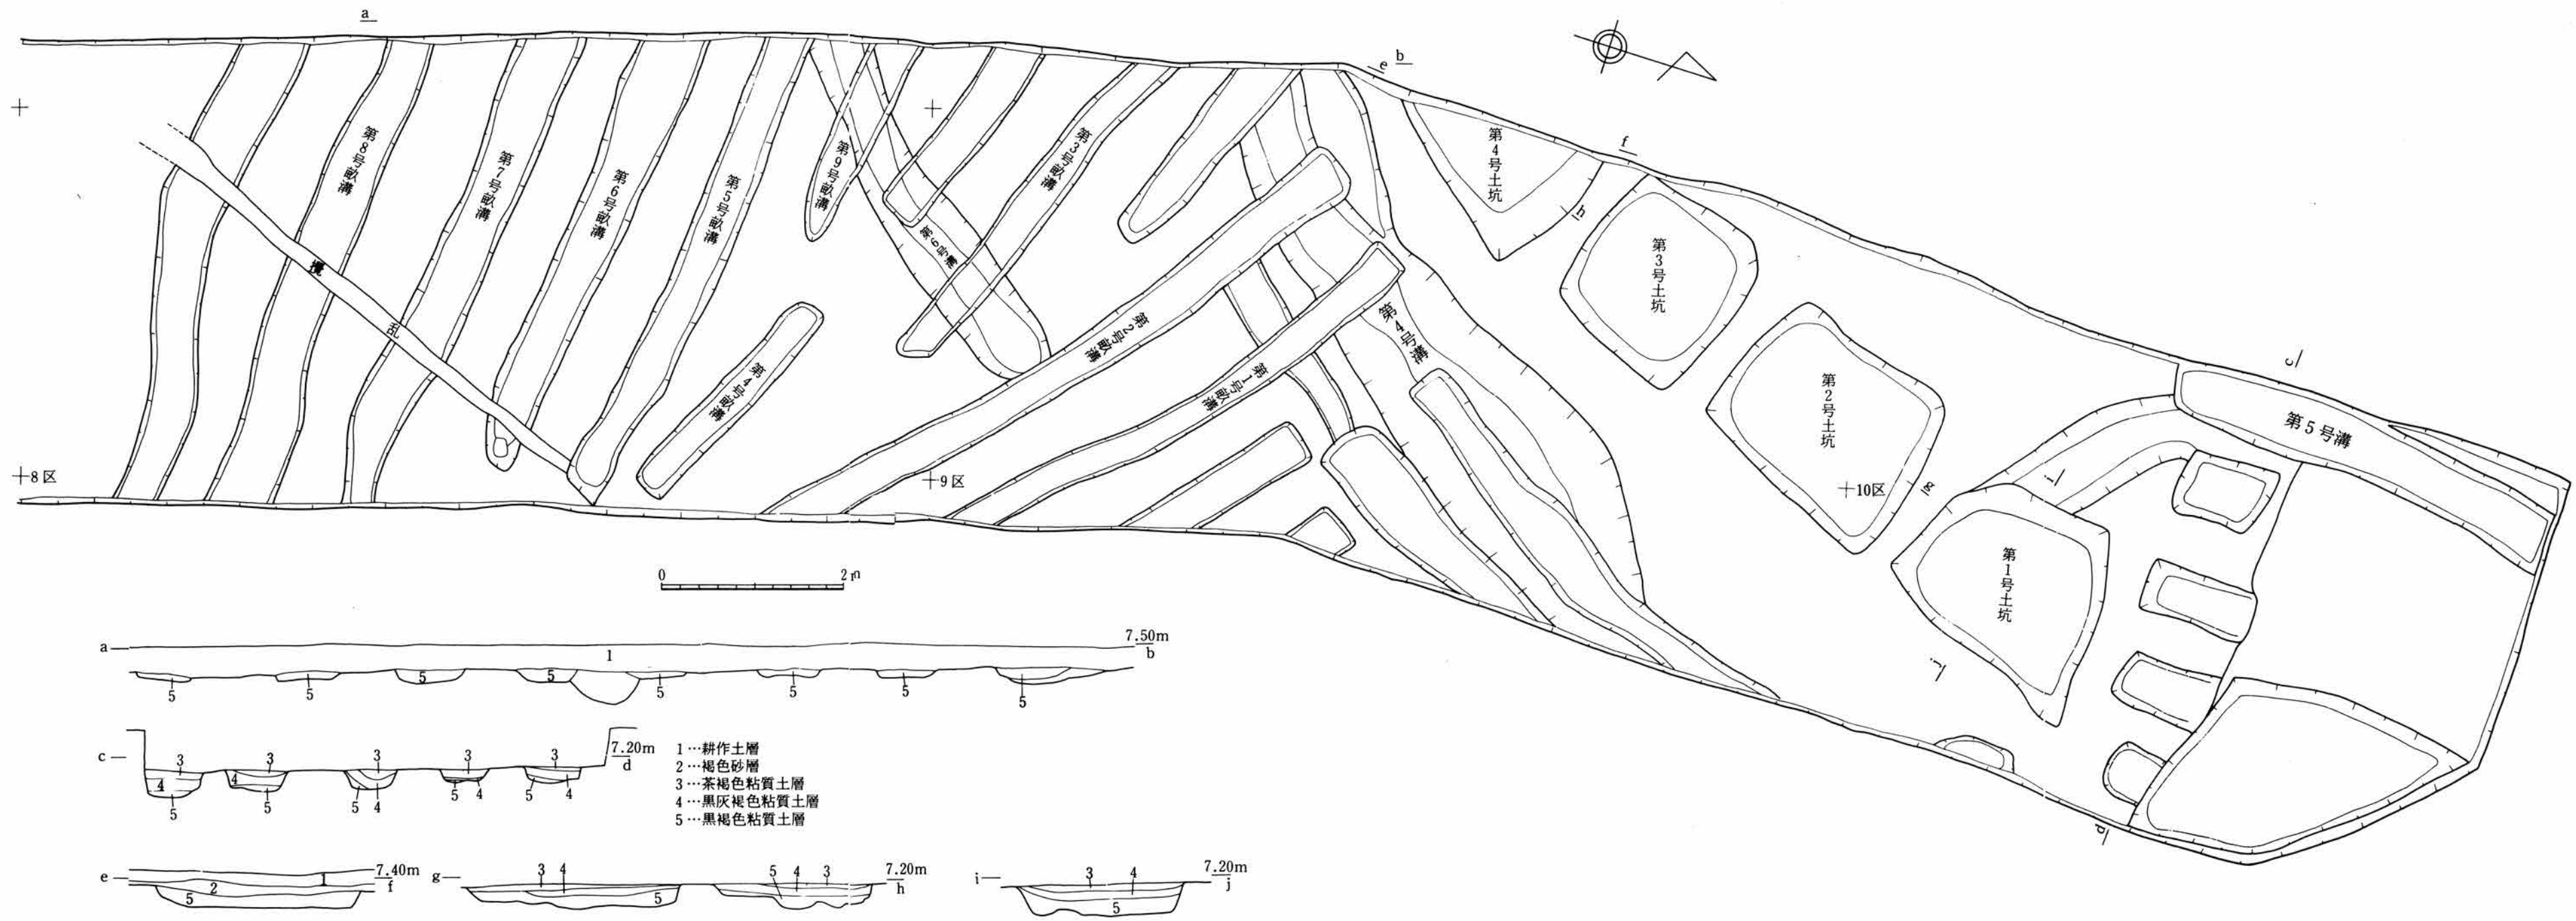 a
e b
f
第8号畝溝
第7号畝溝
第6号畝溝
第5号畝溝
第9号畝溝
第6号溝
第3号畝溝
第4号土坑
h
第3号土坑
第2号土坑
攪
乱
第4号畝溝
第2号畝溝
第1号畝溝
第4号溝
c
第5号溝
i
8区
9区
10区
g
第1号土坑
j
d
0 2m
a 1 7.50m
b
5 5 5 5 5 5 5 5
c 3 3 3 3 3 7.20m
d
4 4
5 5 5 4 5 4 5 4
1…耕作土層
2…褐色砂層
3…茶褐色粘質土層
4…黒灰褐色粘質土層
5…黒褐色粘質土層
e 2 1 7.40m
f
5
g 3 4 5 4 3 7.20m
h
5
i 3 4 7.20m
j
5